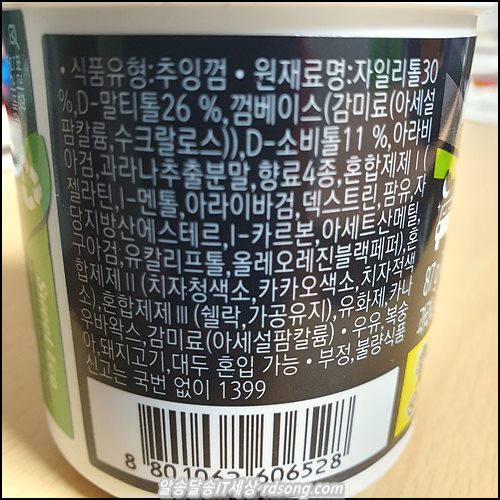 • 식품유형:추잉껌 • 원재료명:자일리톨30
%,D-말티톨26 %,껌베이스(감미료(아세설
팜칼륨,수크랄로스)),D-소비톨11 %,아라비
아검,과라나추출분말,향료4종,혼합제제Ⅰ(
젤라틴,l-멘톨,아라이바검,덱스트린,팜유,자
당지방산에스테르,l-카르본,아세트산메틸,
구아검,유칼리프톨,올레오레진블랙페퍼),혼
합제제Ⅱ(치자청색소,카카오색소,치자적색
소),혼합제제Ⅲ(쉘락,가공유지),유화제,카나
우바왁스,감미료(아세설팜칼륨) • 우유,복숭
아,돼지고기,대두 혼입 가능 • 부정,불량식품
신고는 국번 없이 1399
8 801062 606528
알쏭달쏭IT세상-rdsong.com
87